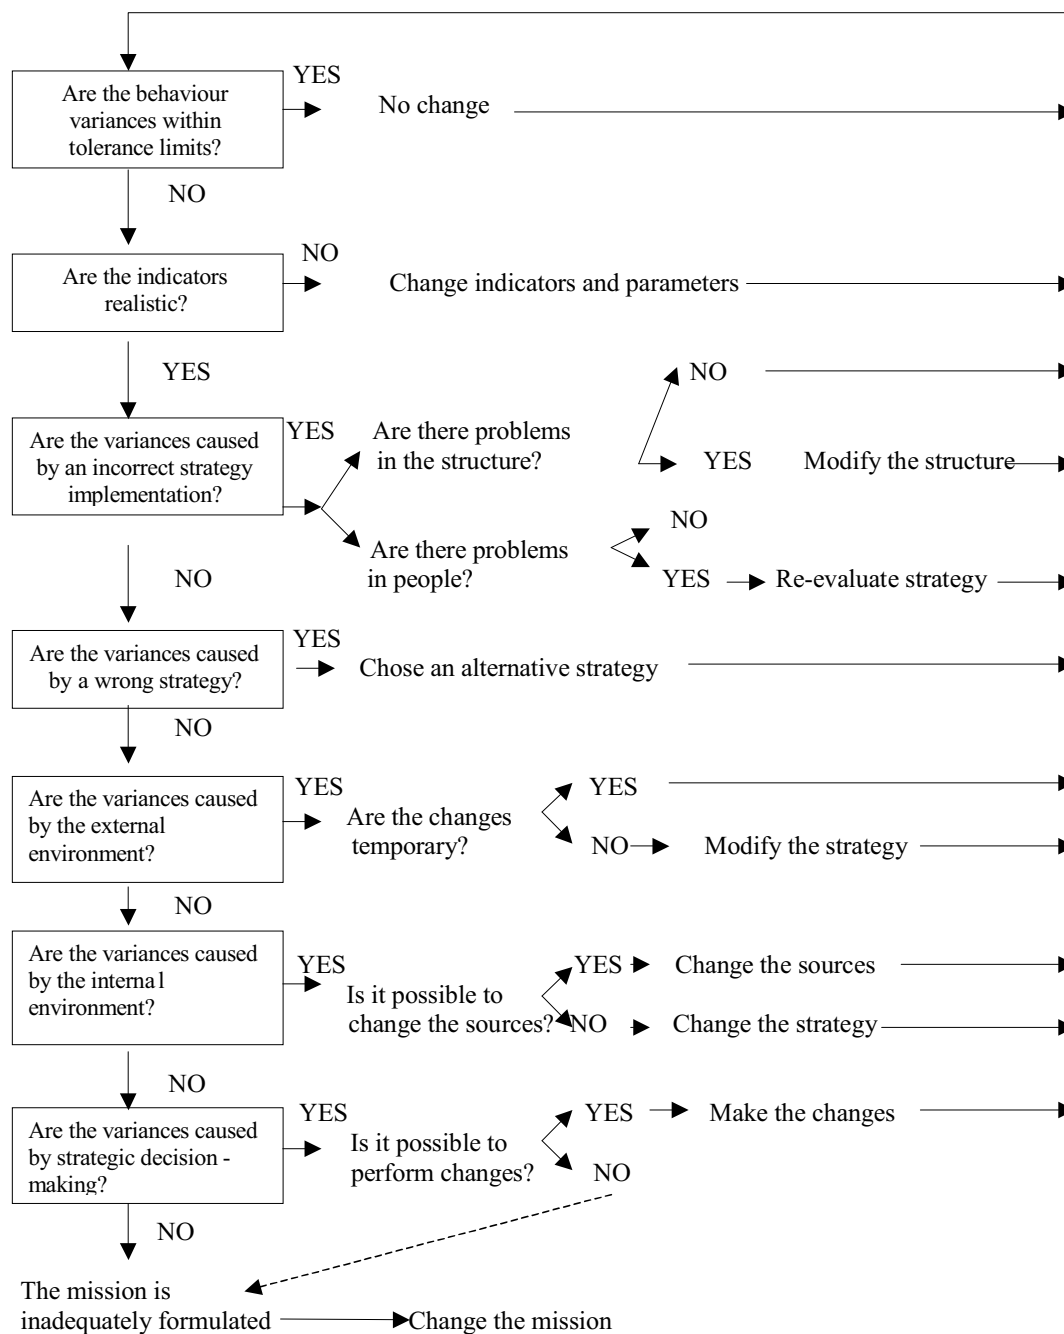 YES
Are the behaviour
variances within
tolerance limits?
No change
NO
NO
Are the indicators
realistic?
Change indicators and parameters
YES
NO
YES
Are the variances caused
by an incorrect strategy
implementation?
Are there problems
in the structure?
YES
Modify the structure
NO
Are there problems
in people?
YES
Re-evaluate strategy
NO
YES
Are the variances caused
by a wrong strategy?
Chose an alternative strategy
NO
YES
Are the variances caused
by the external
environment?
Are the changes
temporary?
YES
NO
Modify the strategy
NO
YES
Are the variances caused
by the internal
environment?
Is it possible to
change the sources?
YES
Change the sources
NO
Change the strategy
NO
YES
Are the variances caused
by strategic decision -
making?
Is it possible to
perform changes?
YES
Make the changes
NO
NO
The mission is
inadequately formulated
Change the mission